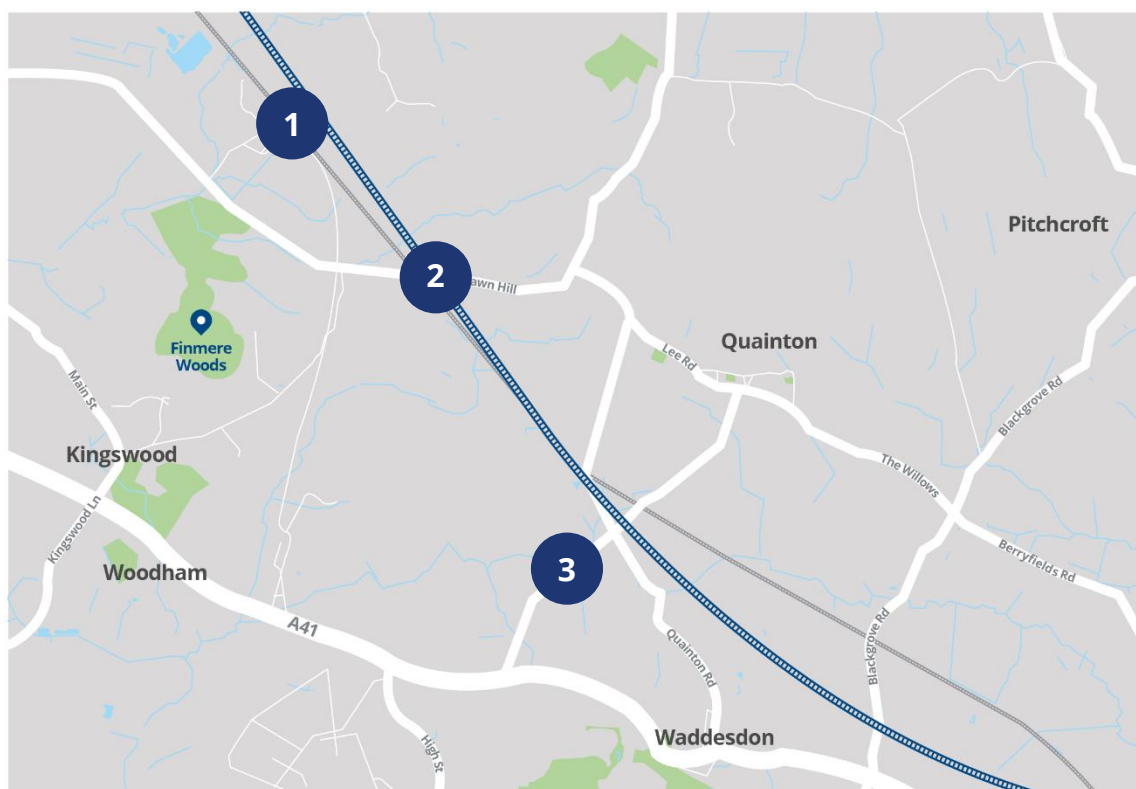 1
Pitchcroft
2
awn Hill
Finmere
Woods
Quainton
Lee Rd
Main St
Blackgrove Rd
Kingswood
The Willows
Kingswood Ln
Woodham
3
Berryfields Rd
A41
Quainton Rd
Blackgrove Rd
High St
Waddesdon